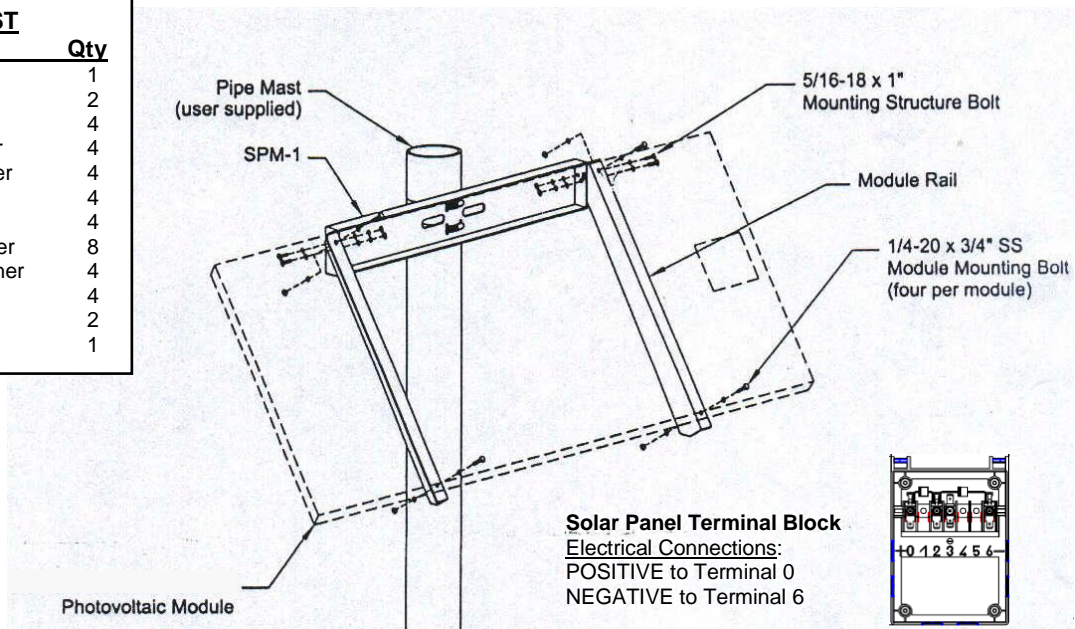 ST
Qty
1
2
4
4
er 4
4
4
er 8
her 4
4
2
1
Pipe Mast
(user supplied)
SPM-1
5/16-18 x 1"
Mounting Structure Bolt
Module Rail
1/4-20 x 3/4" SS
Module Mounting Bolt
(four per module)
Photovoltaic Module
Solar Panel Terminal Block
Electrical Connections:
POSITIVE to Terminal 0
NEGATIVE to Terminal 6
0 1 2 3 4 5 6